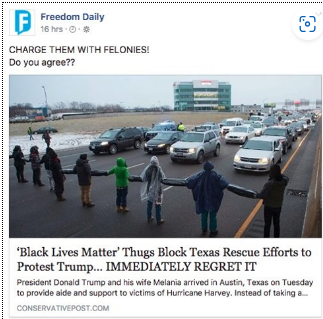 Freedom Daily
16 hrs ·
CHARGE THEM WITH FELONIES!
Do you agree??
'Black Lives Matter' Thugs Block Texas Rescue Efforts to
Protest Trump... IMMEDIATELY REGRET IT
President Donald Trump and his wife Melania arrived in Austin, Texas on Tuesday
to provide aid and support to victims of Hurricane Harvey. Instead of taking a...
CONSERVATIVEPOST.COM